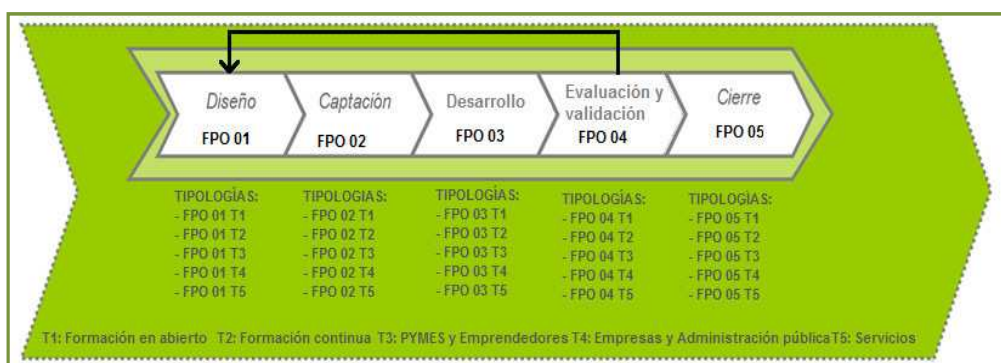 Diseño
FPO 01
Captación
FPO 02
Desarrollo
FPO 03
Evaluación y
validación
FPO 04
Cierre
FPO 05
TIPOLOGÍAS:
- FPO 01 T1
- FPO 01 T2
- FPO 01 T3
- FPO 01 T4
- FPO 01 T5
TIPOLOGIAS:
- FPO 02 T1
- FPO 02 T2
- FPO 02 T3
- FPO 02 T4
- FPO 02 T5
TIPOLOGÍAS:
- FPO 03 T1
- FPO 03 T2
- FPO 03 T3
- FPO 03 T4
- FPO 03 T5
TIPOLOGÍAS:
- FPO 04 T1
- FPO 04 T2
- FPO 04 T3
- FPO 04 T4
- FPO 04 T5
TIPOLOGÍAS:
- FPO 05 T1
- FPO 05 T2
- FPO 05 T3
- FPO 05 T4
- FPO 05 T5
T1: Formación en abierto T2: Formación continua T3: PYMES y Emprendedores T4: Empresas y Administración pública T5: Servicios